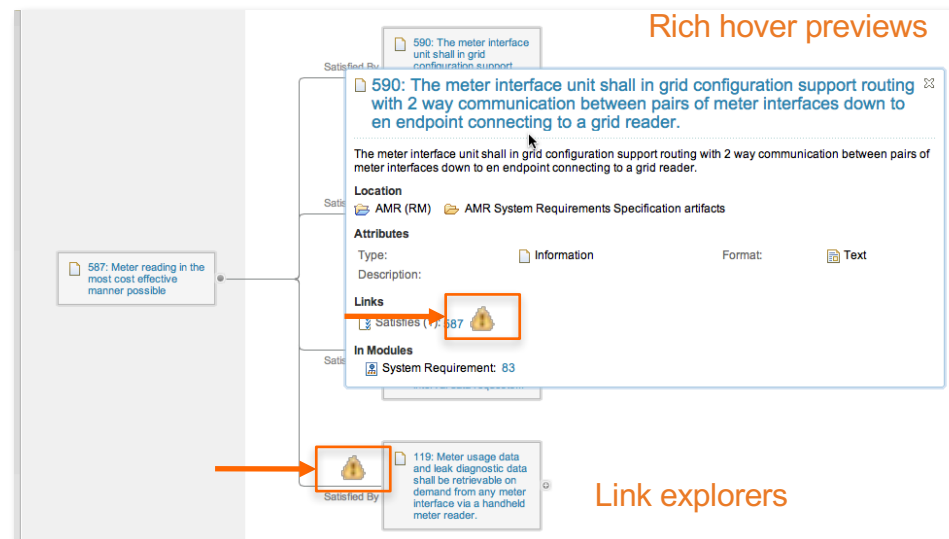 Rich hover previews
590: The meter interface
unit shall in grid
configuration support
Satisfied By
590: The meter interface unit shall in grid configuration support routing
with 2 way communication between pairs of meter interfaces down to
en endpoint connecting to a grid reader.
The meter interface unit shall in grid configuration support routing with 2 way communication between pairs of
meter interfaces down to en endpoint connecting to a grid reader.
Location
AMR (RM) AMR System Requirements Specification artifacts
Attributes
Type: Information Format: Text
Description:
Links
Satisfies ( ): 587
In Modules
System Requirement: 83
587: Meter reading in the
most cost effective
manner possible
Satis
Satis
119: Meter usage data
and leak diagnostic data
shall be retrievable on
demand from any meter
interface via a handheld
meter reader.
Satisfied By
Link explorers